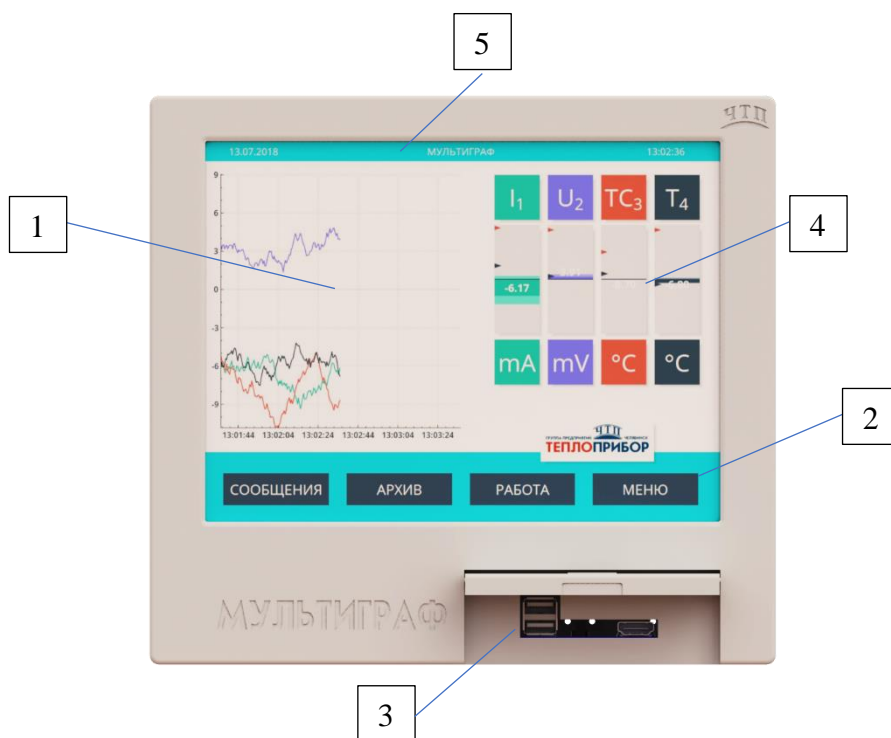 5
ЧТП
13.07.2018 МУЛЬТИГРАФ 13:02:36
9
6
3
0
-3
-6
-9
13:01:44 13:02:04 13:02:24 13:02:44 13:03:04 13:03:24
1
I1 U2 TC3 T4
4
-6.17
mA mV °C °C
2
ЧТП
ТЕПЛОПРИБОР
СООБЩЕНИЯ АРХИВ РАБОТА МЕНЮ
МУЛЬТИГРАФ
3